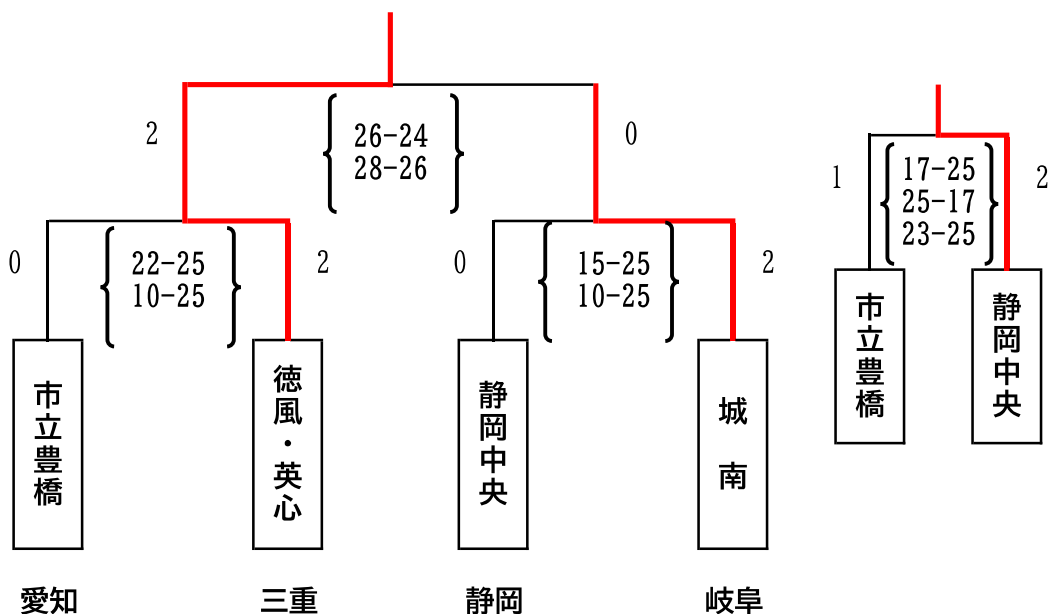 2
26-24
28-26
0
1
17-25
25-17
23-25
2
0
22-25
10-25
2
0
15-25
10-25
2
市立豊橋
徳風・英心
静岡中央
城南
市立豊橋
静岡中央
愛知
三重
静岡
岐阜